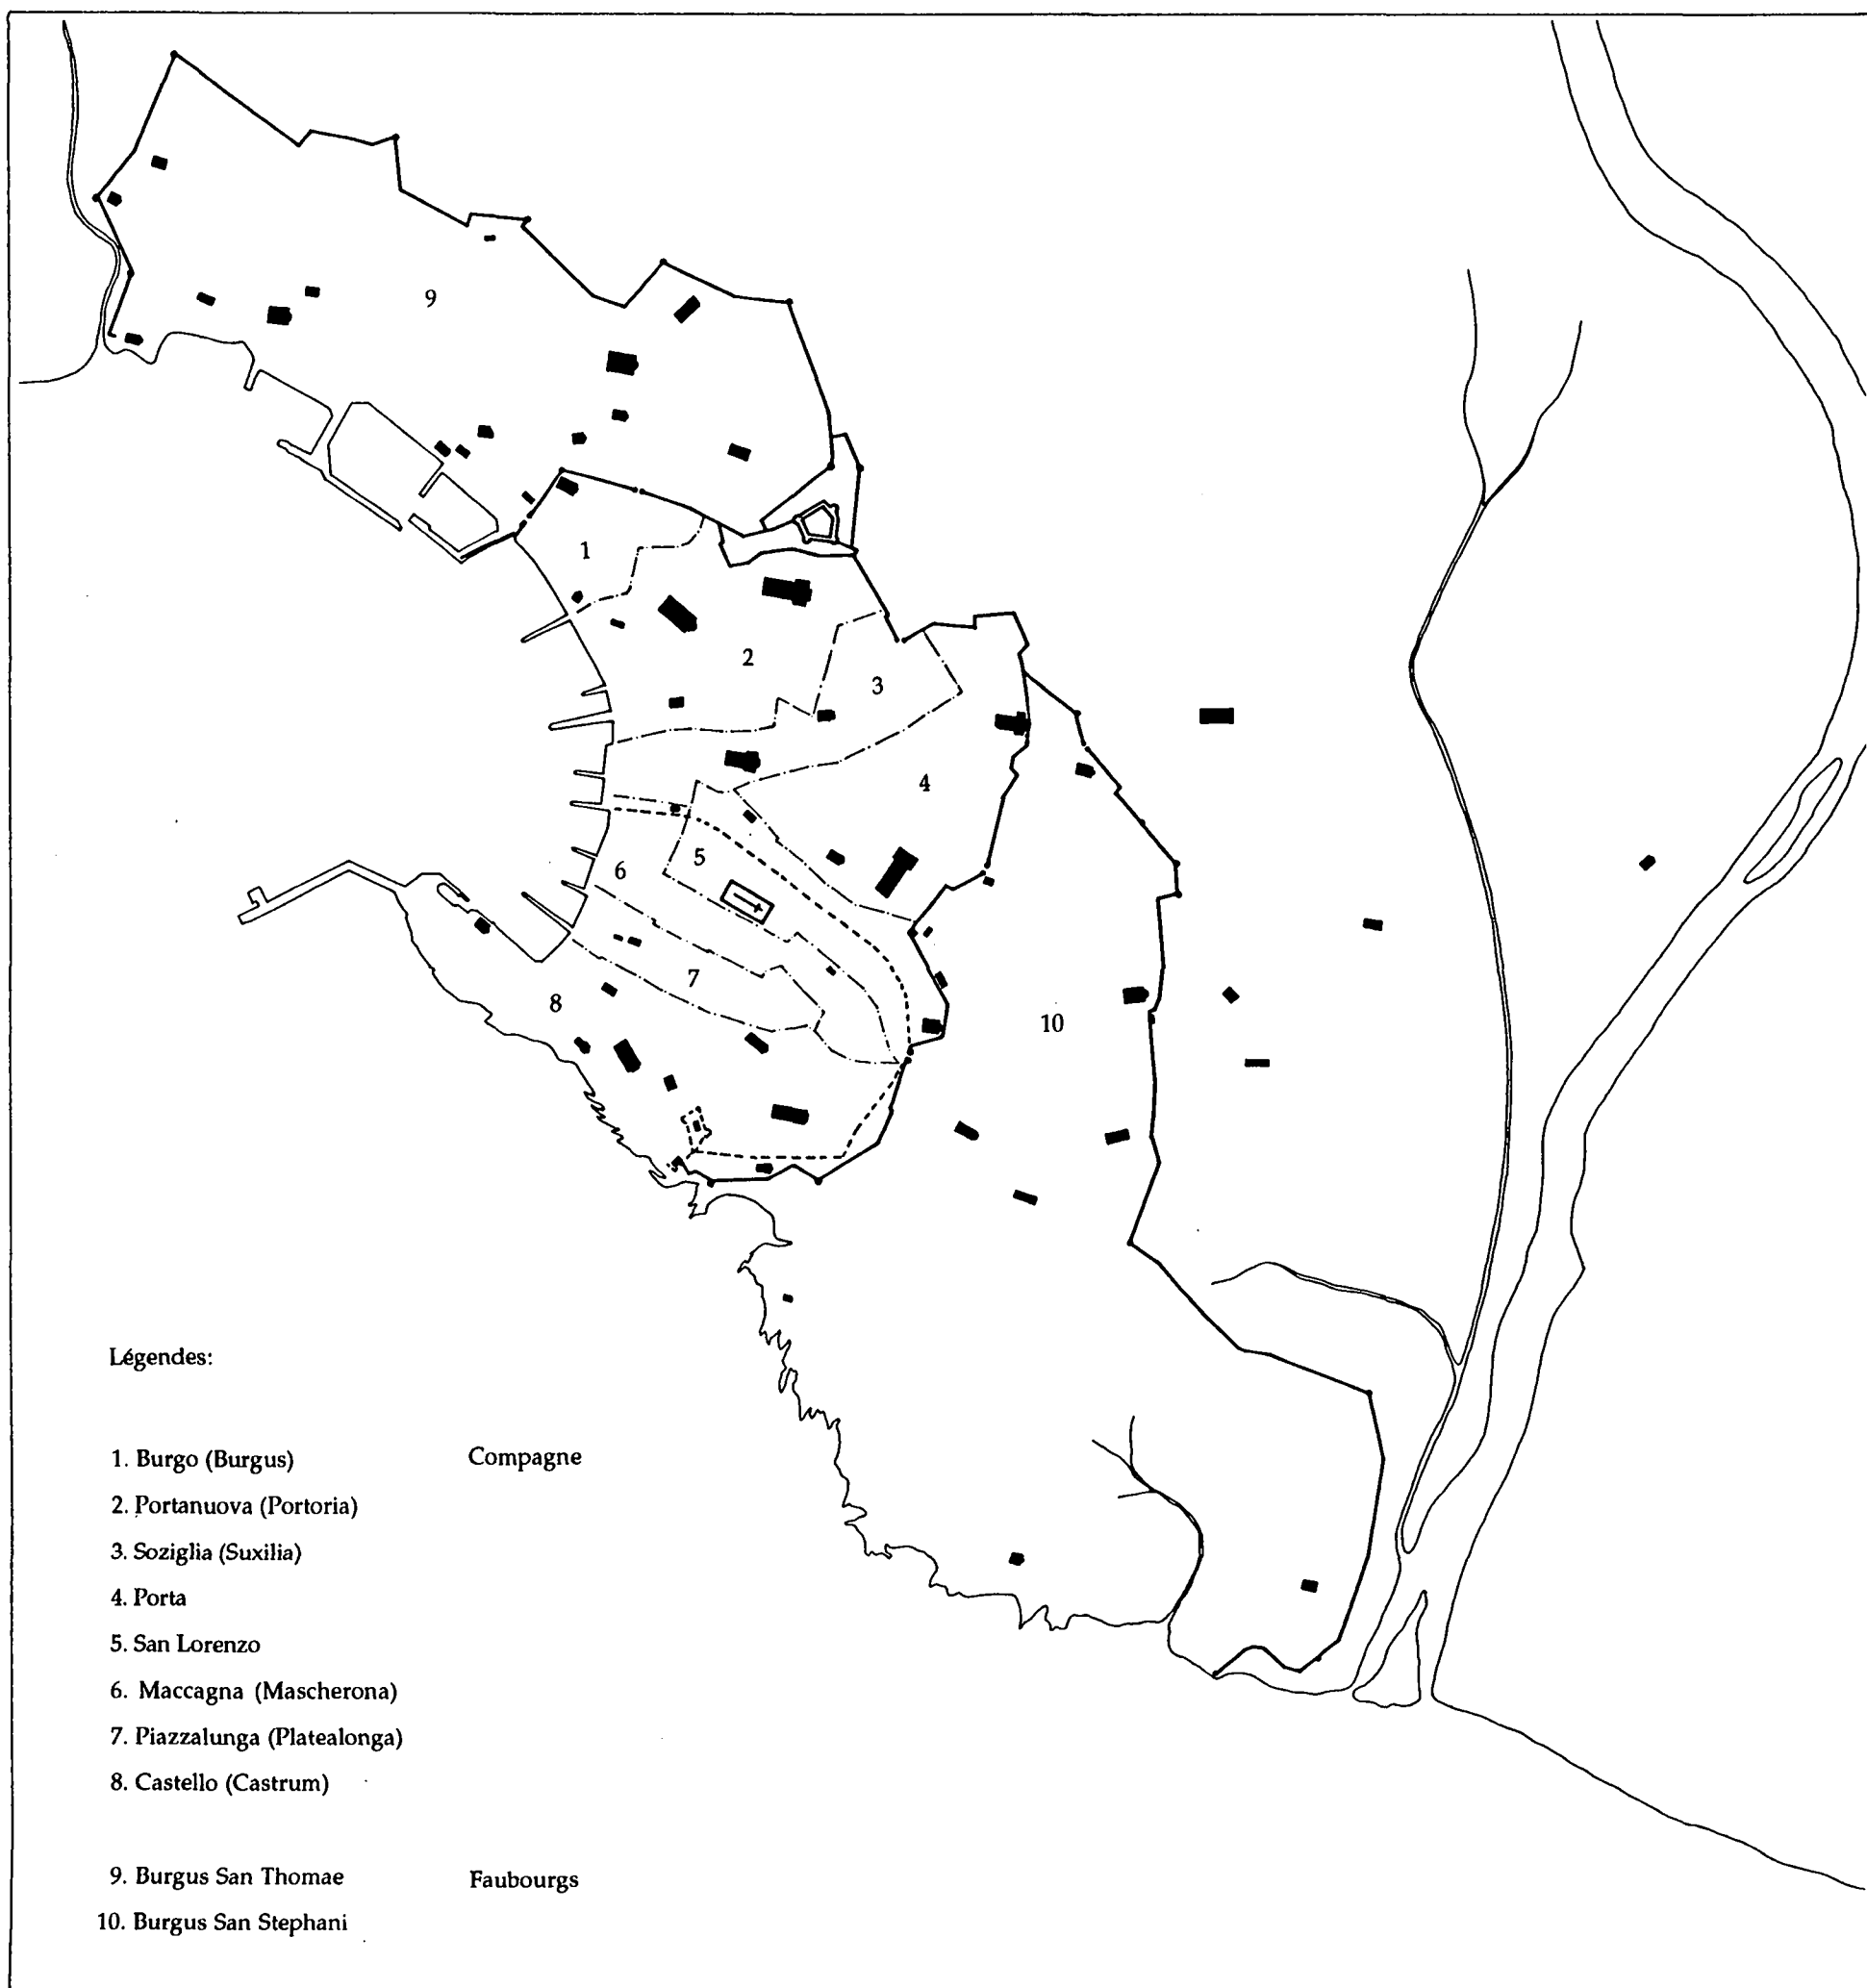 9
1
2
3
4
5
6
7
8
10
Légendes:
1. Burgo (Burgus) Compagne
2. Portanuova (Portoria)
3. Soziglia (Suxilia)
4. Porta
5. San Lorenzo
6. Maccagna (Mascherona)
7. Piazzalunga (Platealonga)
8. Castello (Castrum)
9. Burgus San Thomae Faubourgs
10. Burgus San Stephani